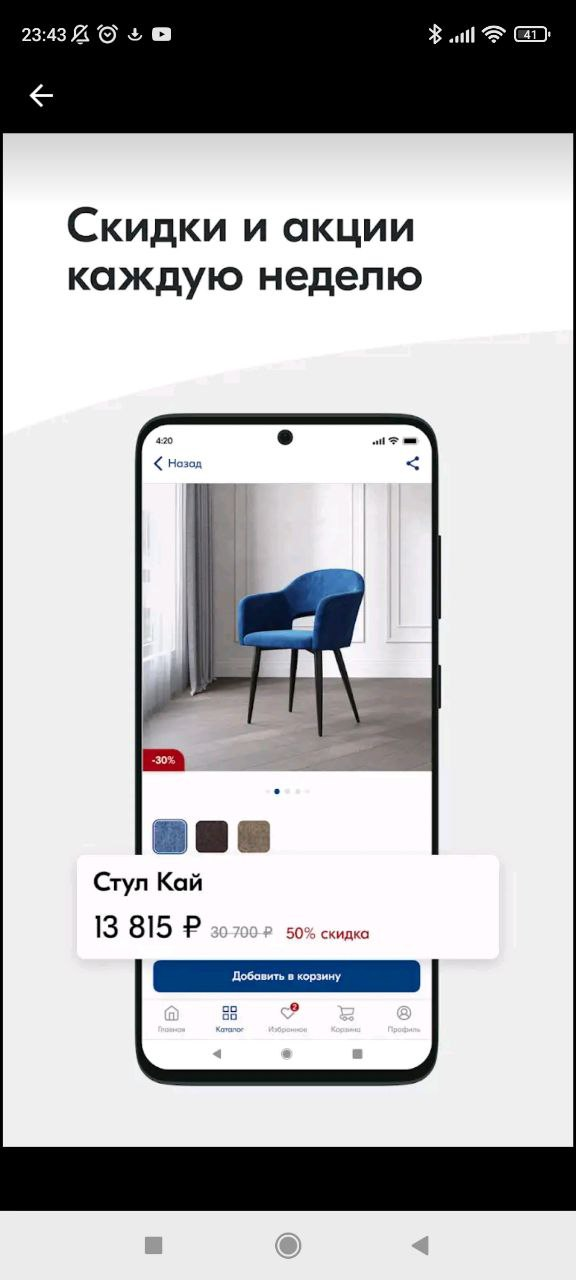 23:43
41
Скидки и акции
каждую неделю
4:20
Назад
-30%
Стул Кай
13 815 ₽ 30 700 ₽ 50% скидка
Добавить в корзину
2
Главная Каталог Избранное Корзина Профиль